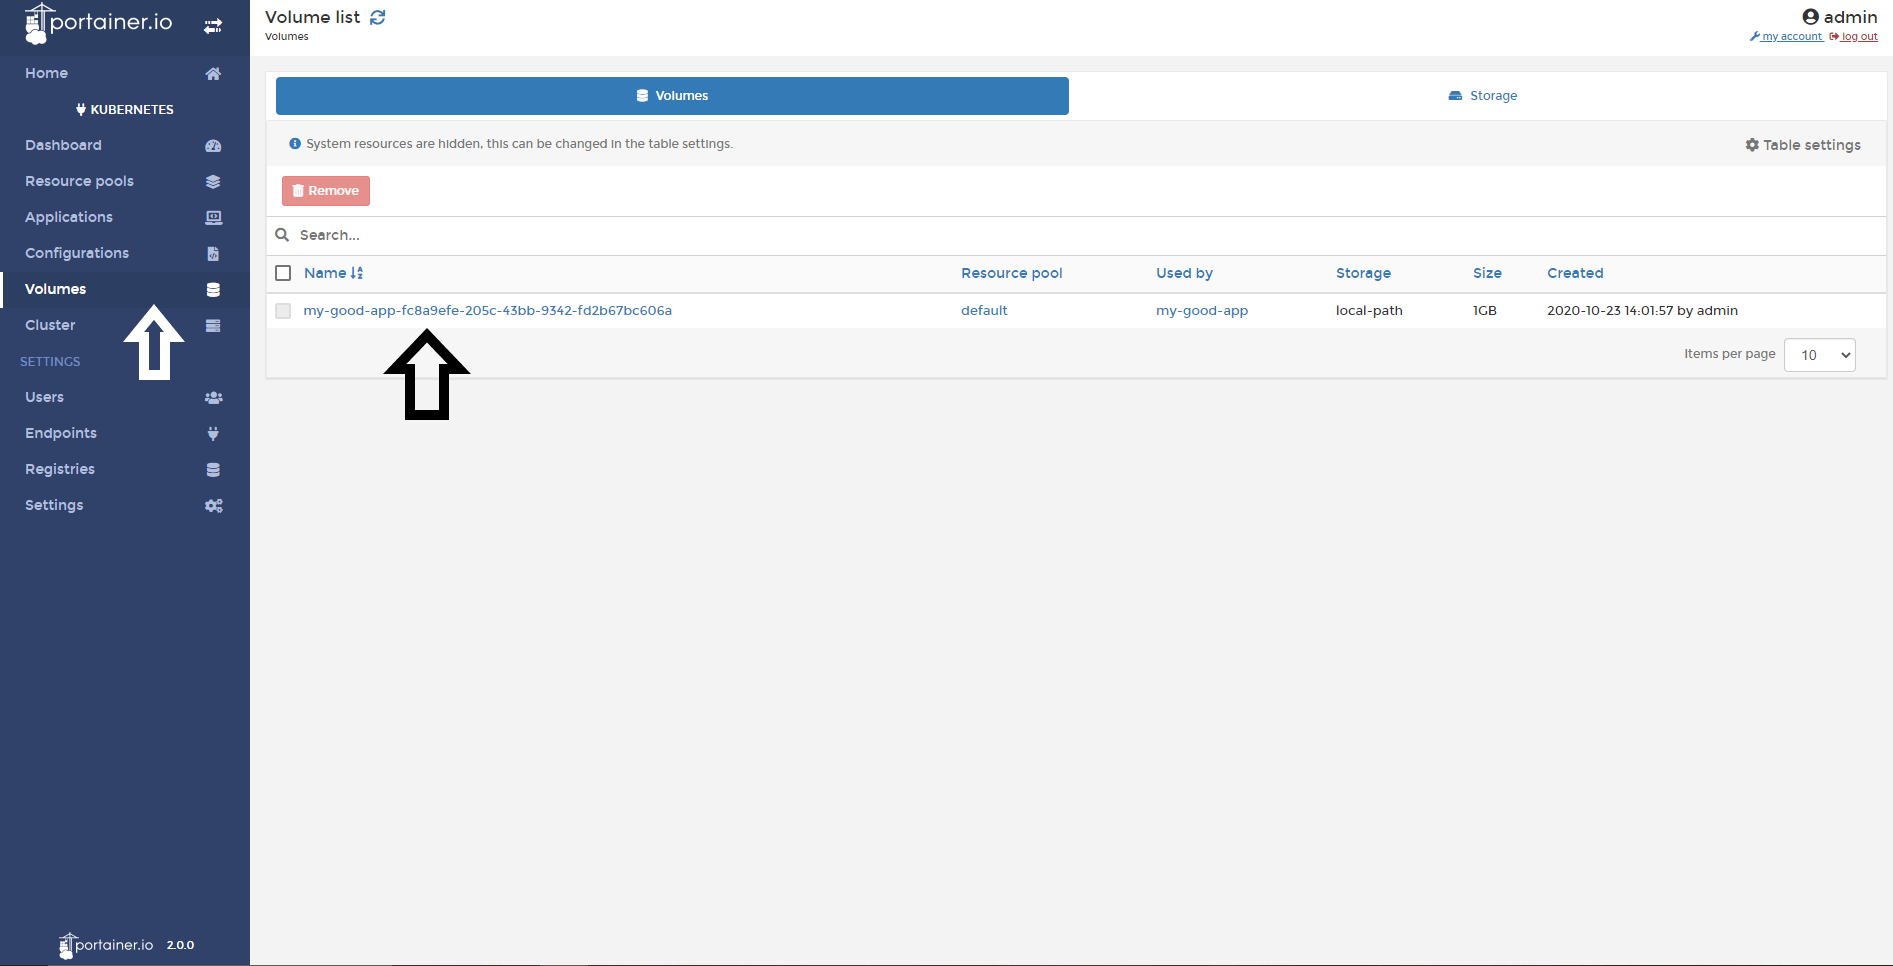 portainer.io
Home
KUBERNETES
Dashboard
Resource pools
Applications
Configurations
Volumes
Cluster
SETTINGS
Users
Endpoints
Registries
Settings
portainer.io 2.0.0
Volume list
Volumes
admin
my account log out
Volumes Storage
System resources are hidden, this can be changed in the table settings. Table settings
Remove
Search...
Name Resource pool Used by Storage Size Created
my-good-app-fc8a9efe-205c-43bb-9342-fd2b67bc606a default my-good-app local-path 1GB 2020-10-23 14:01:57 by admin
Items per page 10